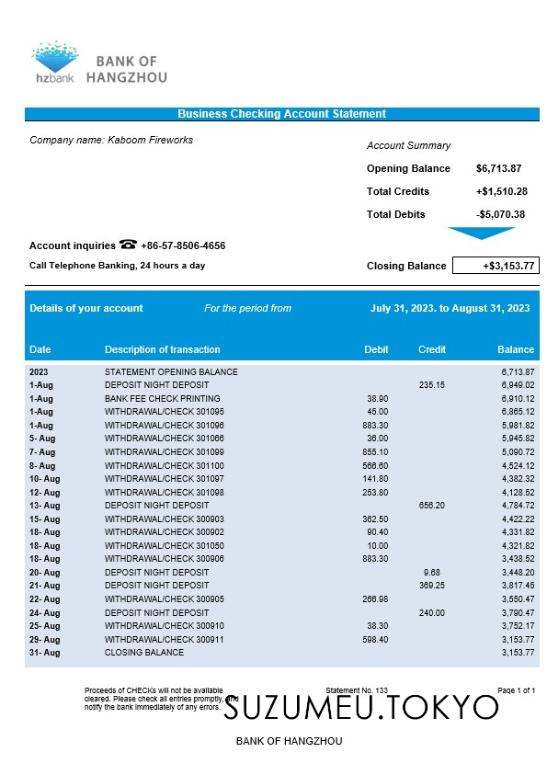 BANK OF
HANGZHOU
hzbank
Business Checking Account Statement
Company name: Kaboom Fireworks
Account Summary
Opening Balance $6,713.87
Total Credits +$1,510.28
Total Debits -$5,070.38
Account inquiries ☎ +86-57-8506-4656
Call Telephone Banking, 24 hours a day
Closing Balance +$3,153.77
Details of your account For the period from July 31, 2023. to August 31, 2023
Date Description of transaction Debit Credit Balance
2023 STATEMENT OPENING BALANCE 6,713.87
1-Aug DEPOSIT NIGHT DEPOSIT 235.15 6,949.02
1-Aug BANK FEE CHECK PRINTING 38.90 6,910.12
1-Aug WITHDRAWAL/CHECK 301095 45.00 6,865.12
1-Aug WITHDRAWAL/CHECK 301096 883.30 5,981.82
5- Aug WITHDRAWAL/CHECK 301066 36.00 5,945.82
7- Aug WITHDRAWAL/CHECK 301099 855.10 5,090.72
8- Aug WITHDRAWAL/CHECK 301100 566.60 4,524.12
10- Aug WITHDRAWAL/CHECK 301097 141.80 4,382.32
12- Aug WITHDRAWAL/CHECK 301098 253.80 4,128.52
13- Aug DEPOSIT NIGHT DEPOSIT 656.20 4,784.72
15- Aug WITHDRAWAL/CHECK 300903 362.50 4,422.22
18- Aug WITHDRAWAL/CHECK 300902 90.40 4,331.82
18- Aug WITHDRAWAL/CHECK 301050 10.00 4,321.82
18- Aug WITHDRAWAL/CHECK 300906 883.30 3,438.52
20- Aug DEPOSIT NIGHT DEPOSIT 9.68 3,448.20
21- Aug DEPOSIT NIGHT DEPOSIT 369.25 3,817.45
22- Aug WITHDRAWAL/CHECK 300905 266.98 3,550.47
24- Aug DEPOSIT NIGHT DEPOSIT 240.00 3,790.47
25- Aug WITHDRAWAL/CHECK 300910 38.30 3,752.17
29- Aug WITHDRAWAL/CHECK 300911 598.40 3,153.77
31- Aug CLOSING BALANCE 3,153.77
Proceeds of CHECKs will not be available Statement No. 133 Page 1 of 1
cleared. Please check all entries promptly, and
notify the bank immediately of any errors.
SUZUMEU.TOKYO
BANK OF HANGZHOU